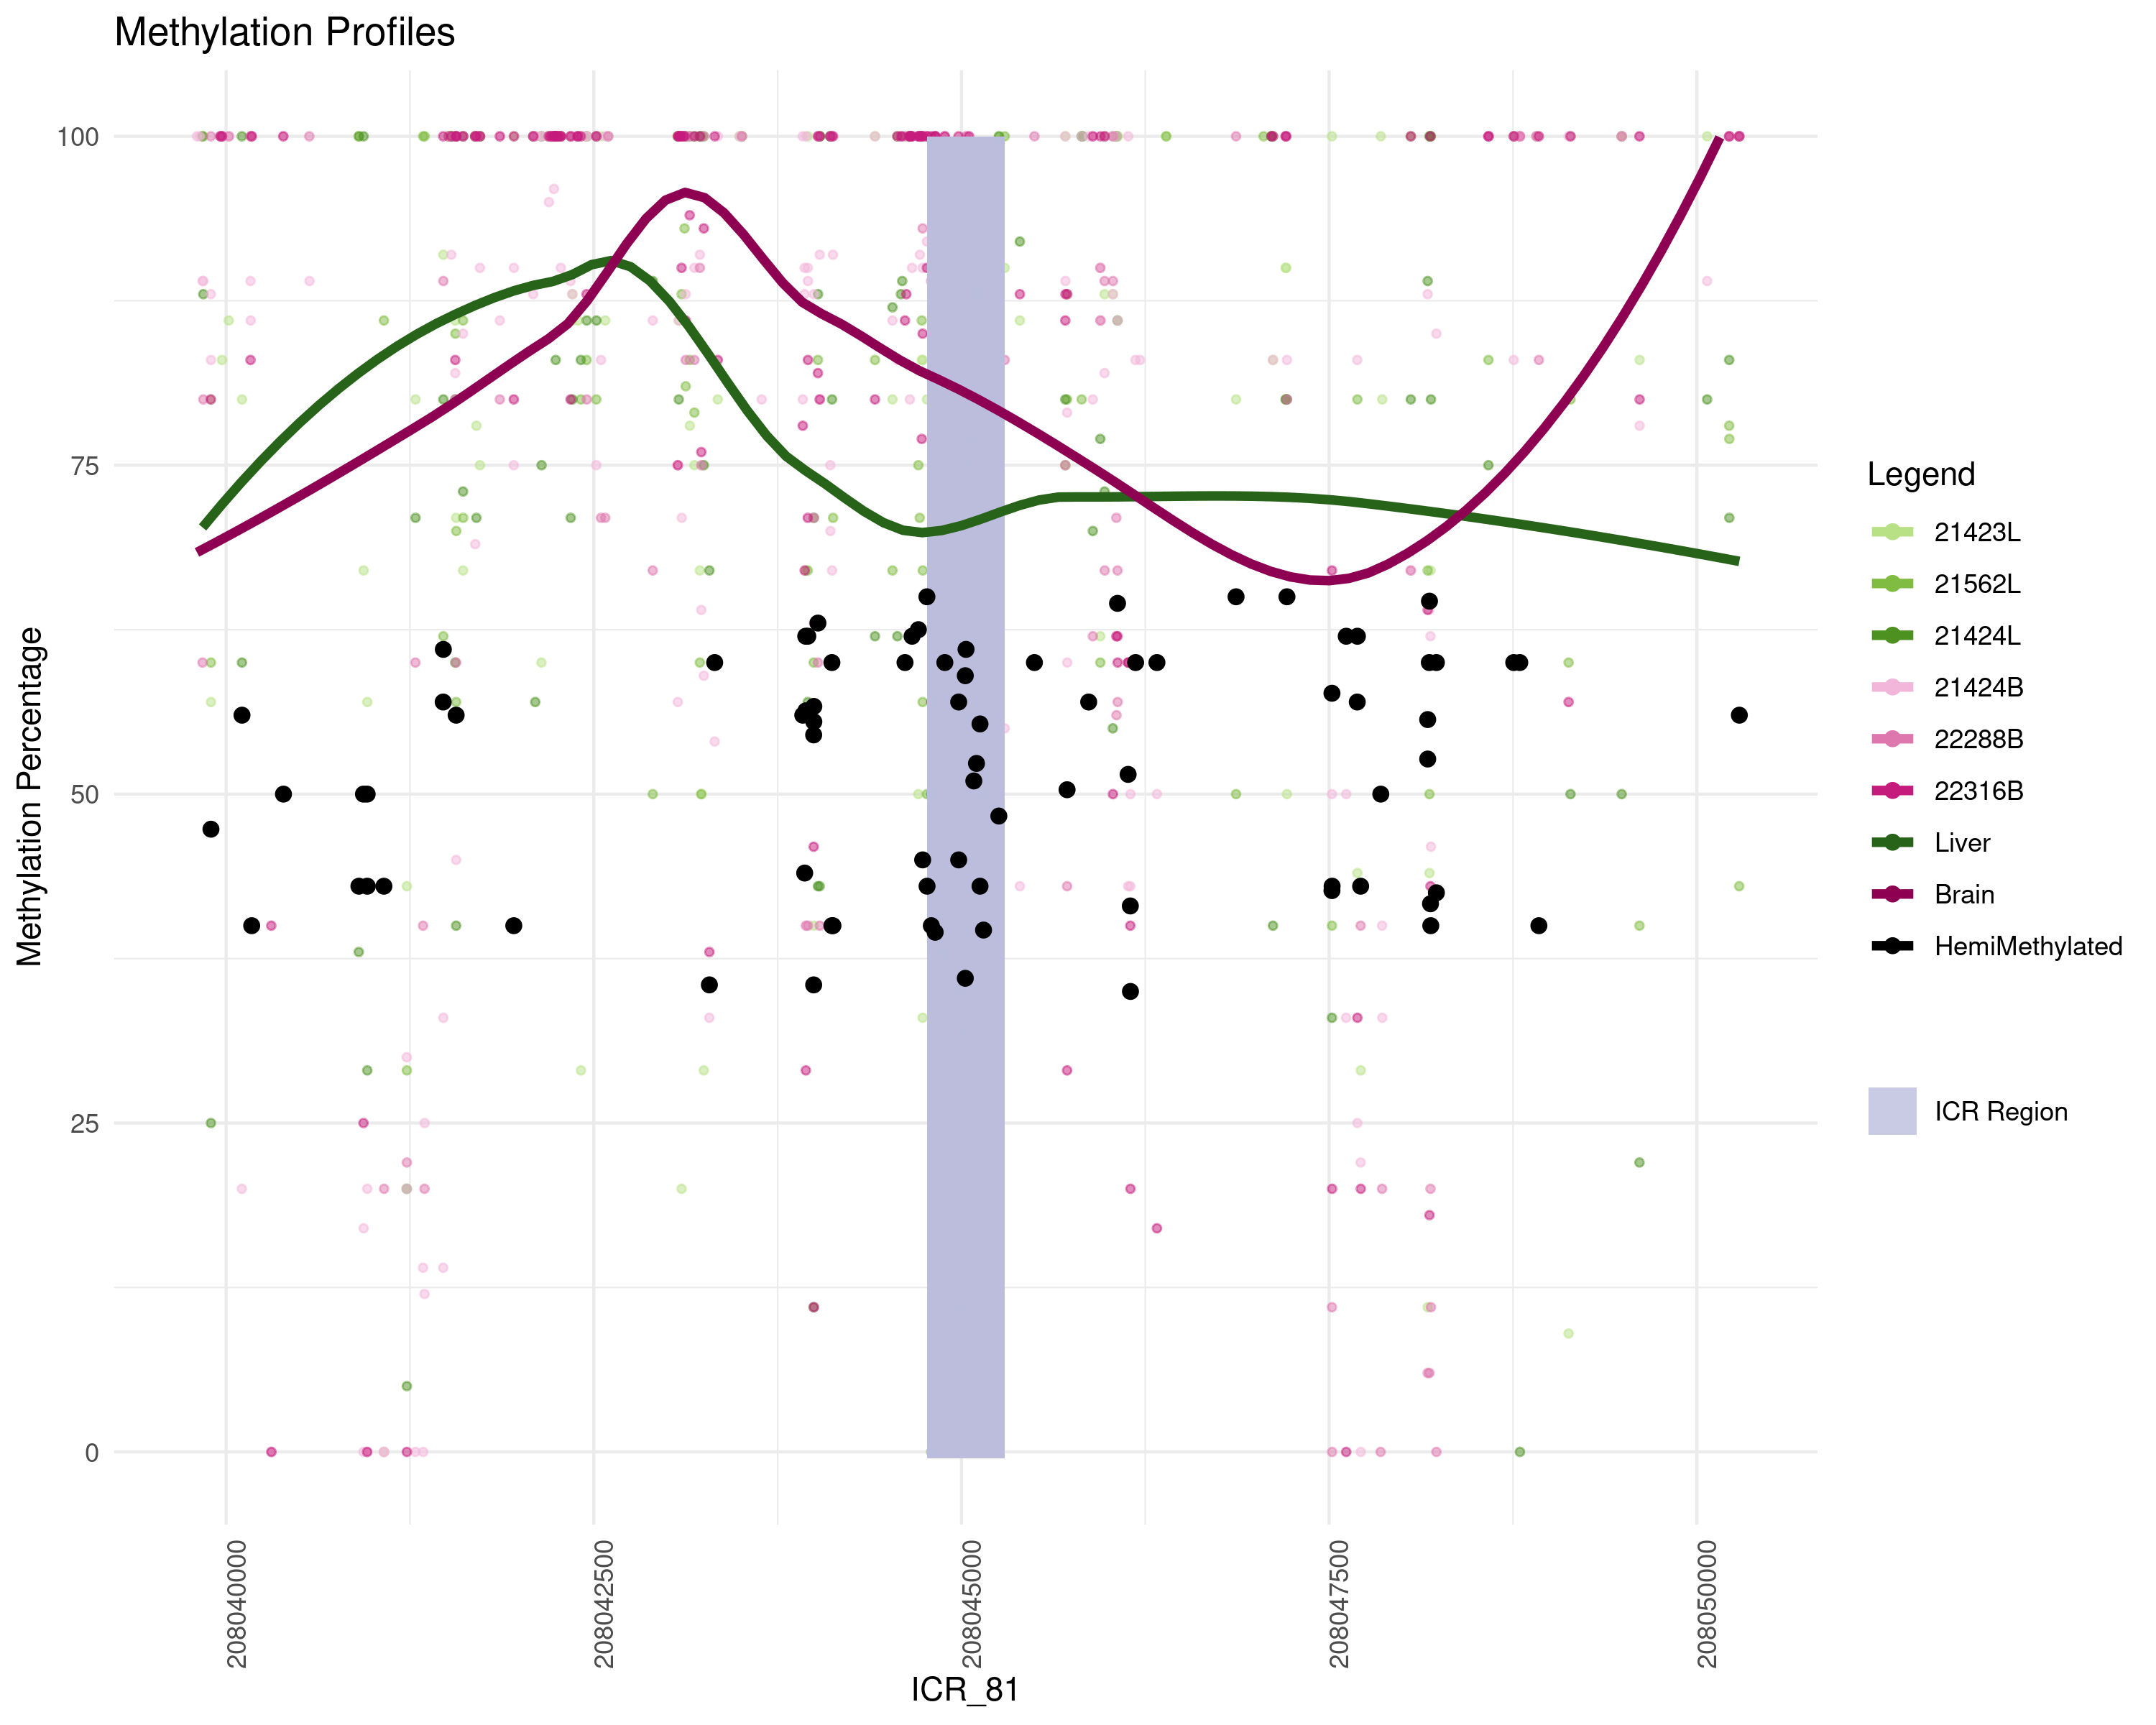 Methylation Profiles
Methylation Percentage
100
75
50
25
0
208040000
208042500
208045000
208047500
208050000
ICR_81
Legend
21423L
21562L
21424L
21424B
22288B
22316B
Liver
Brain
HemiMethylated
ICR Region